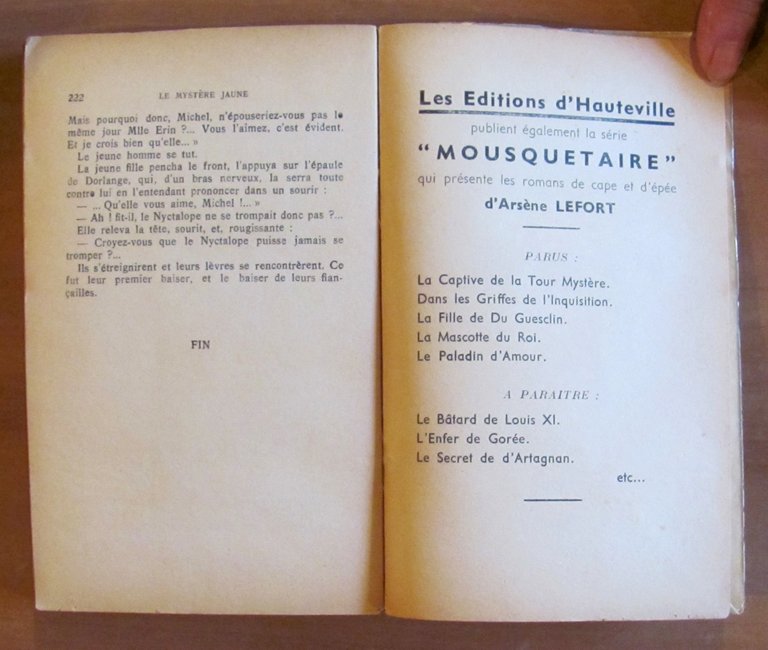 222 LE MYSTÈRE JAUNE
Mais pourquoi donc, Michel, n'épouseriez-vous pas le
même jour Mlle Erin ?... Vous l'aimez, c'est évident.
Et je crois bien qu'elle... »
Le jeune homme se tut.
La jeune fille pencha le front, l'appuya sur l'épaule
de Dorlange, qui, d'un bras nerveux, la serra toute
contre lui en l'entendant prononcer dans un sourir :
— ... Qu'elle vous aime, Michel !... »
— Ah ! fit-il, le Nyctalope ne se trompait donc pas ?...
Elle releva la tête, sourit, et, rougissante :
— Croyez-vous que le Nyctalope puisse jamais se
tromper ?...
Ils s'étreignirent et leurs lèvres se rencontrèrent. Ce
fut leur premier baiser, et le baiser de leurs fian-
çailles.
FIN
Les Editions d'Hauteville
publient également la série
“ MOUSQUETAIRE ”
qui présente les romans de cape et d'épée
d'Arsène LEFORT
PARUS :
La Captive de la Tour Mystère.
Dans les Griffes de l'Inquisition.
La Fille de Du Guesclin.
La Mascotte du Roi.
Le Paladin d'Amour.
A PARAITRE :
Le Bâtard de Louis XI.
L'Enfer de Gorée.
Le Secret de d'Artagnan.
etc...